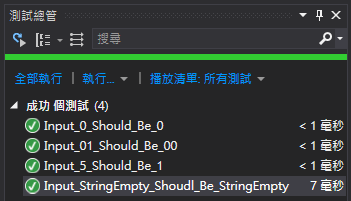 測試總管
搜尋
全部執行 | 執行... | 播放清單: 所有測試
成功 個測試 (4)
Input_0_Should_Be_0 < 1 毫秒
Input_01_Should_Be_00 < 1 毫秒
Input_5_Should_Be_1 < 1 毫秒
Input_StringEmpty_Shoudl_Be_StringEmpty 7 毫秒